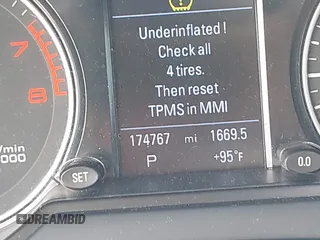 Underinflated !
Check all
4 tires.
Then reset
TPMS in MMI
174767 mi 1669.5
P +95°F
7
8
/min
000
SET
0.0
DREAMBID